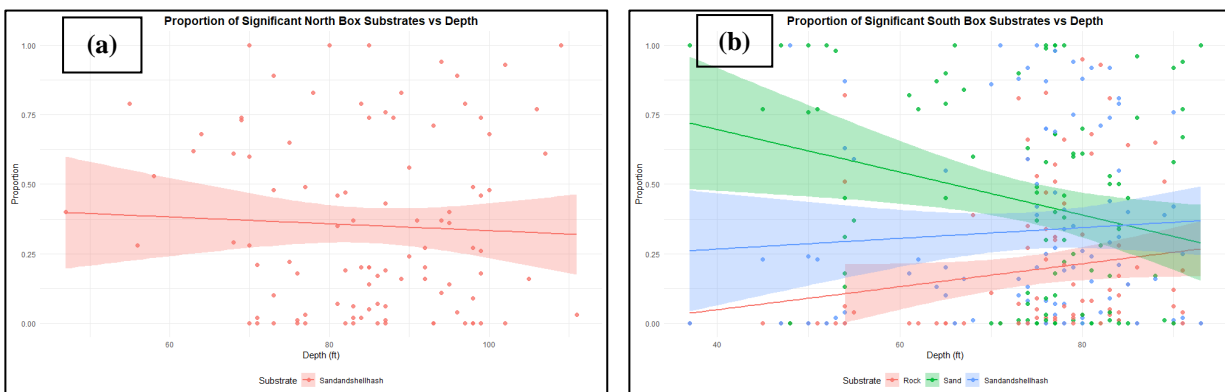 Proportion of Significant North Box Substrates vs Depth
(a)
1.00
0.75
Proportion
0.50
0.25
0.00
60
80
100
Depth (ft)
Substrate Sandandshellhash
Proportion of Significant South Box Substrates vs Depth
(b)
1.00
0.75
Proportion
0.50
0.25
0.00
40
60
80
Depth (ft)
Substrate Rock Sand Sandandshellhash